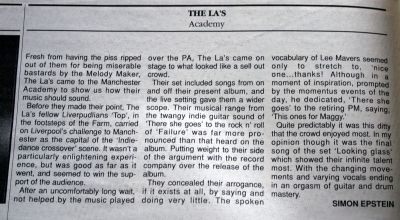 THE LA'S
Academy
Fresh from having the piss ripped
out of them for being miserable
bastards by the Melody Maker,
The La's came to the Manchester
Academy to show us how their
music should sound.
Before they made their point, The
La's fellow Liverpudlians 'Top', in
the footsteps of the Farm, carried
on Liverpool's challenge to Manch-
ester as the capital of the 'Indie-
dance crossover' scene. It wasn't a
particularly enlightening experi-
ence, but was good as far as it
went, and seemed to win the sup-
port of the audience.
After an uncomfortably long wait,
not helped by the music played
over the PA, The La's came on
stage to what looked like a sell out
crowd.
Their set included songs from on
and off their present album, and
the live setting gave them a wider
scope. Their musical range from
the twangy indie guitar sound of
'There she goes' to the rock n' roll
of 'Failure' was far more pro-
nounced than that heard on the
album. Putting weight to their side
of the argument with the record
company over the release of the
album.
They concealed their arrogance,
if it exists at all, by saying and
doing very little. The spoken
vocabulary of Lee Mavers seemed
only to stretch to, 'nice
one...thanks! Although in a
moment of inspiration, prompted
by the momentus events of the
day, he dedicated, 'There she
goes' to the retiring PM, saying,
'This ones for Maggy.'
Quite predictably it was this ditty
that the crowd enjoyed most. In my
opinion though it was the final
song of the set 'Looking glass'
which showed their infinite talent
most. With the changing move-
ments and varying vocals ending
in an orgasm of guitar and drum
mastery.
SIMON EPSTEIN